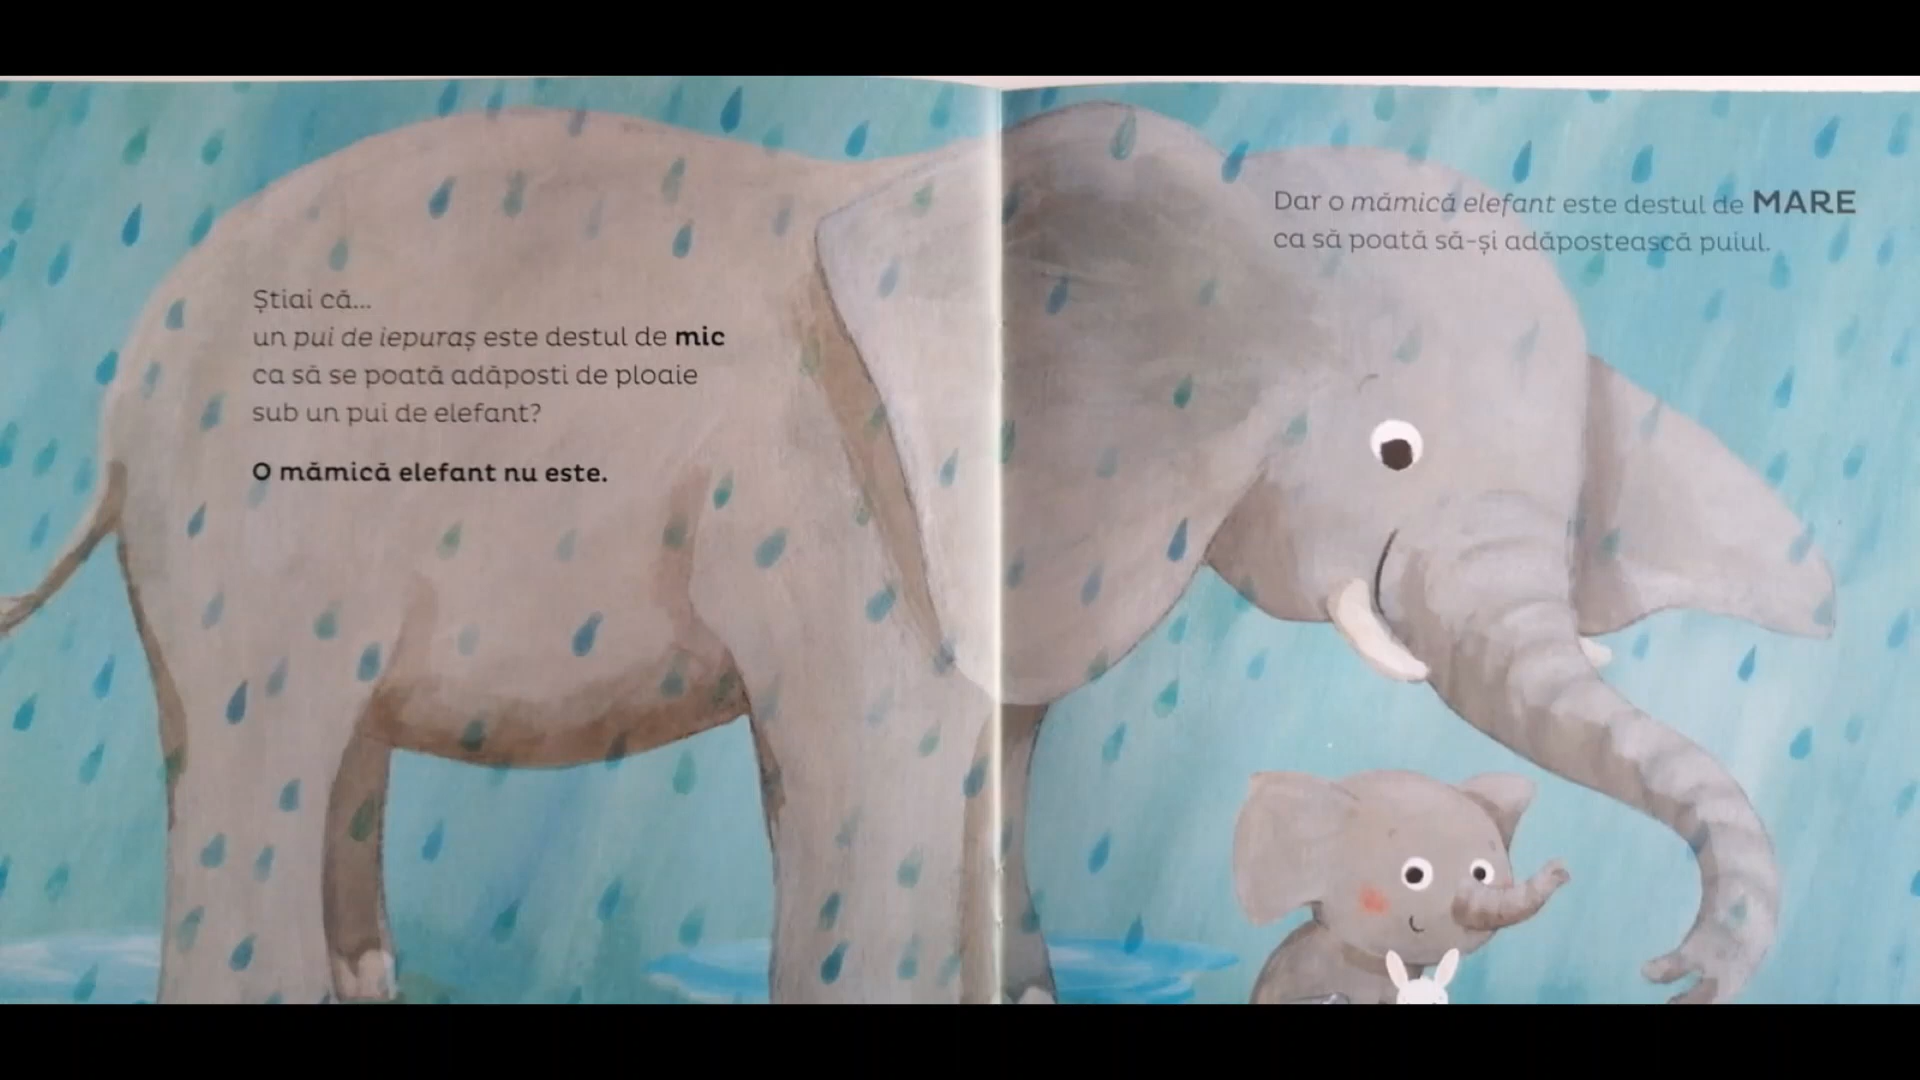 Știai că...
un pui de iepuraș este destul de mic
ca să se poată adăposti de ploaie
sub un pui de elefant?
O mămică elefant nu este.
Dar o mămică elefant este destul de MARE
ca să poată să-și adăpostească puiul.